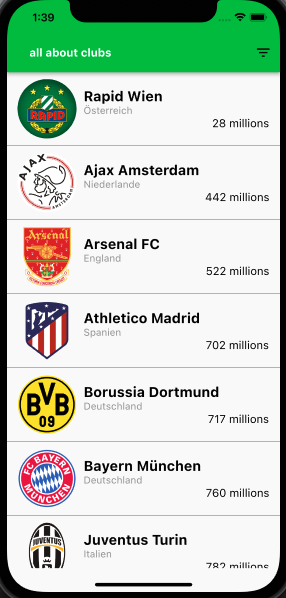 1:39
all about clubs
RAPID
Rapid Wien
Österreich
28 millions
AJAX
AMSTERDAM
Ajax Amsterdam
Niederlande
442 millions
Arsenal
Arsenal FC
England
522 millions
Athletico Madrid
Spanien
702 millions
BVB
09
Borussia Dortmund
Deutschland
717 millions
FC BAYERN
MÜNCHEN
Bayern München
Deutschland
760 millions
JUVENTUS
Juventus Turin
Italien
782 millions